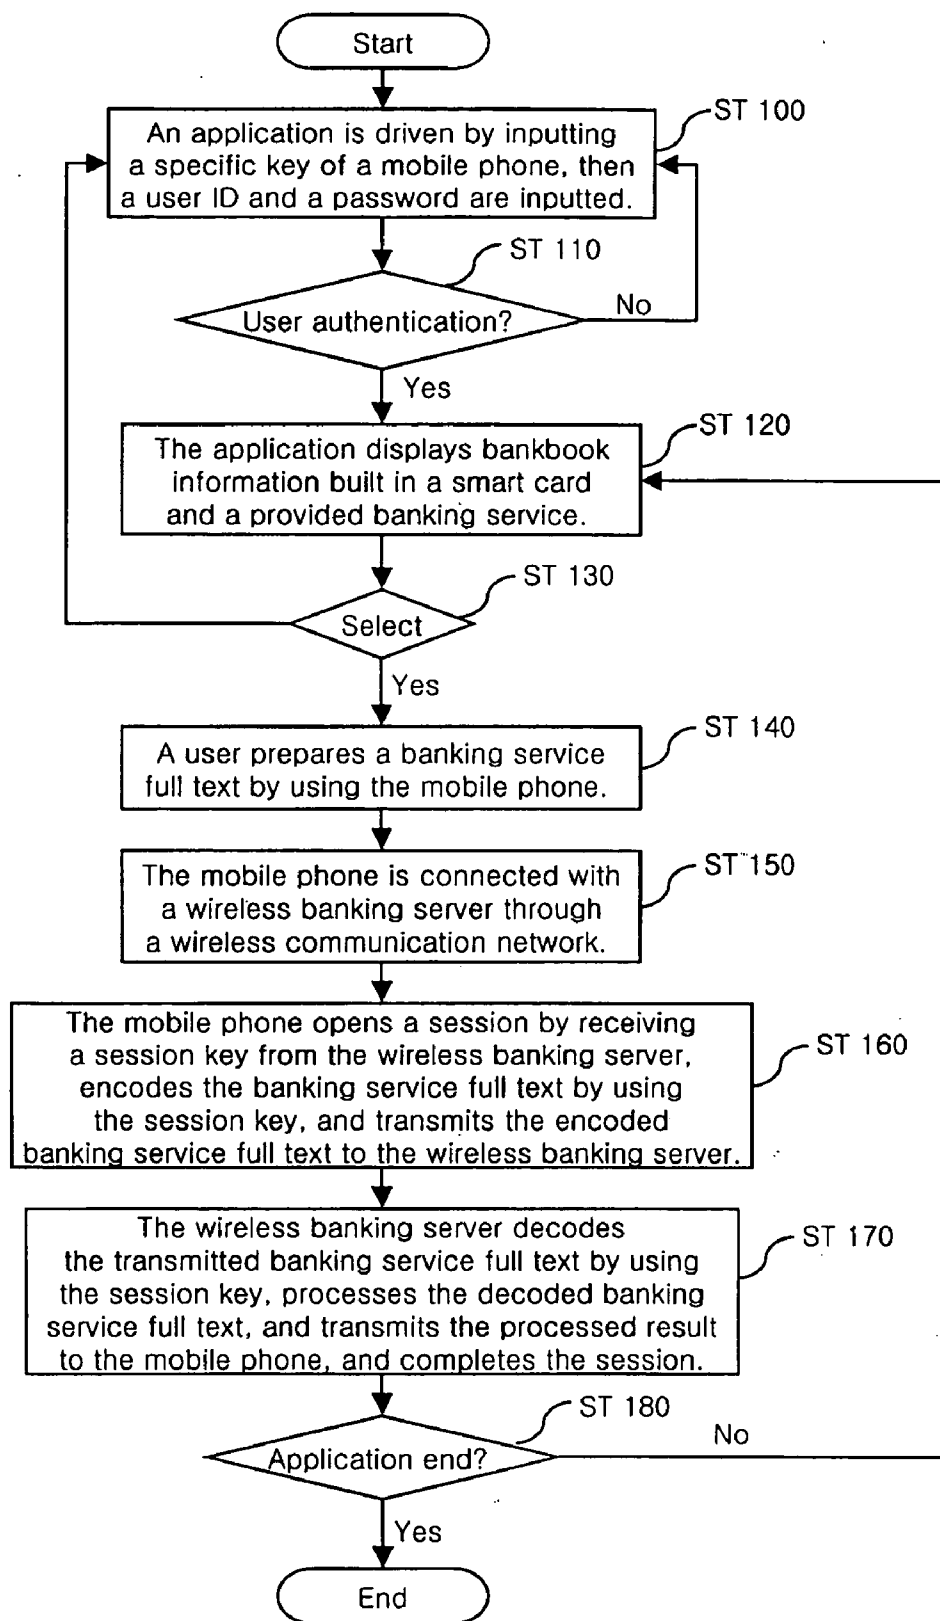 Start
ST 100
An application is driven by inputting
a specific key of a mobile phone, then
a user ID and a password are inputted.
ST 110
User authentication?
No
Yes
ST 120
The application displays bankbook
information built in a smart card
and a provided banking service.
ST 130
Select
Yes
ST 140
A user prepares a banking service
full text by using the mobile phone.
ST 150
The mobile phone is connected with
a wireless banking server through
a wireless communication network.
The mobile phone opens a session by receiving
a session key from the wireless banking server,
encodes the banking service full text by using
the session key, and transmits the encoded
banking service full text to the wireless banking server.
ST 160
The wireless banking server decodes
the transmitted banking service full text by using
the session key, processes the decoded banking
service full text, and transmits the processed result
to the mobile phone, and completes the session.
ST 170
ST 180
Application end?
No
Yes
End